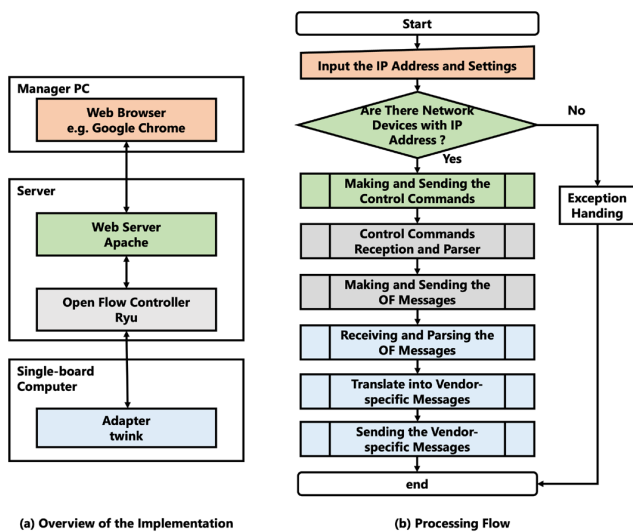 Manager PC
Web Browser
e.g. Google Chrome
Server
Web Server
Apache
Open Flow Controller
Ryu
Single-board
Computer
Adapter
twink
(a) Overview of the Implementation
Start
Input the IP Address and Settings
Are There Network
Devices with IP
Address ?
No
Yes
Making and Sending the
Control Commands
Exception
Handing
Control Commands
Reception and Parser
Making and Sending the
OF Messages
Receiving and Parsing the
OF Messages
Translate into Vendor-
specific Messages
Sending the Vendor-
specific Messages
end
(b) Processing Flow